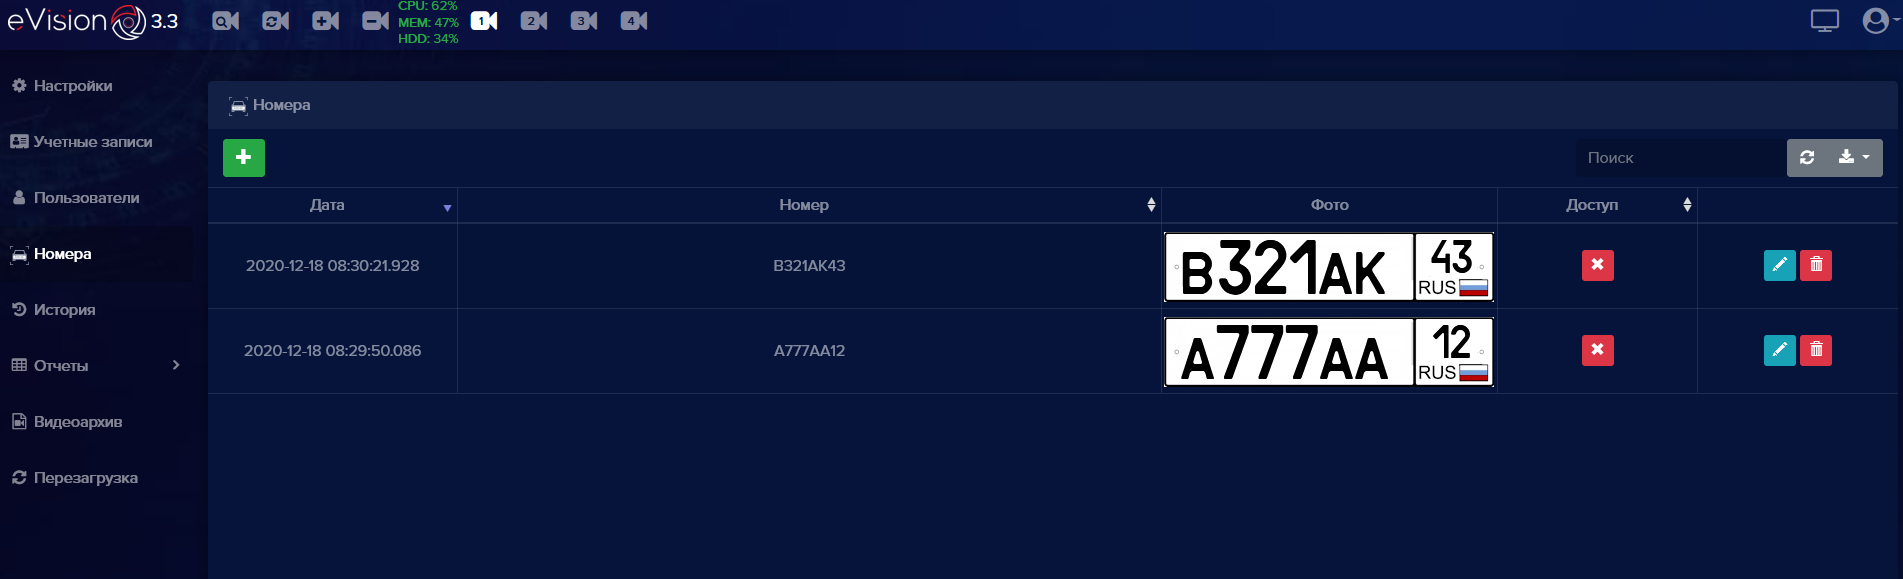 eVision 3.3
CPU: 62%
MEM: 47%
HDD: 34%
1 2 3 4
Настройки
Учетные записи
Пользователи
Номера
История
Отчеты
Видеоархив
Перезагрузка
Номера
Поиск
Дата Номер Фото Доступ
2020-12-18 08:30:21.928 B321AK43 B321AK 43 RUS
2020-12-18 08:29:50.086 A777AA12 A777AA 12 RUS